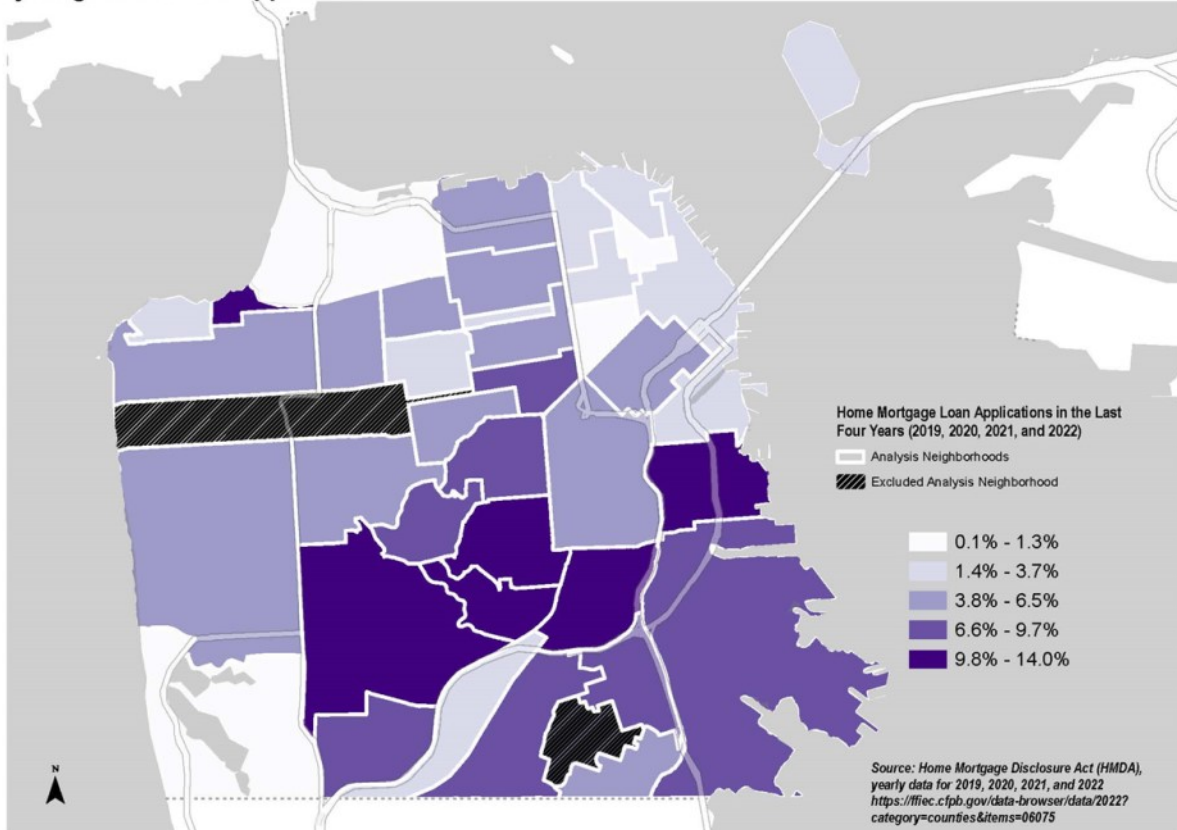 Home Mortgage Loan Applications in the Last
Four Years (2019, 2020, 2021, and 2022)
Analysis Neighborhoods
Excluded Analysis Neighborhood
0.1% - 1.3%
1.4% - 3.7%
3.8% - 6.5%
6.6% - 9.7%
9.8% - 14.0%
N
Source: Home Mortgage Disclosure Act (HMDA),
yearly data for 2019, 2020, 2021, and 2022
https://ffiec.cfpb.gov/data-browser/data/2022?
category=counties&items=06075